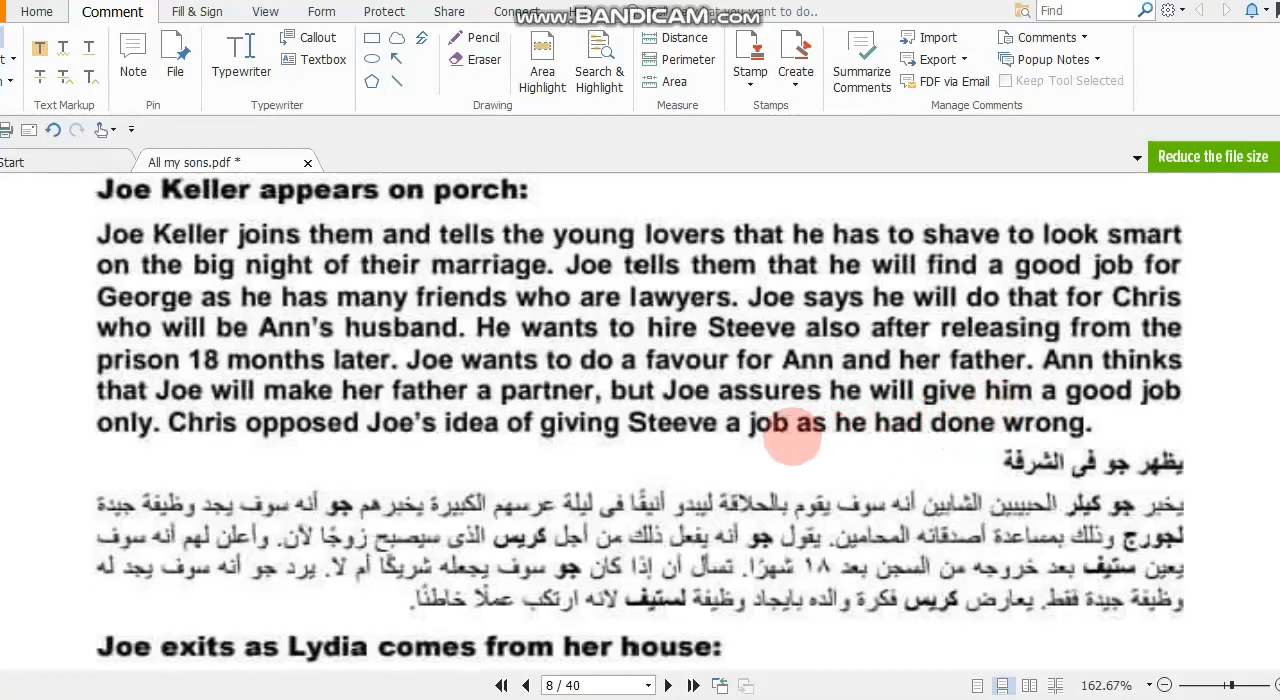 Home Comment Fill & Sign View Form Protect Share Connect
www.BANDICAM.com
Find
Note File Typewriter Callout Textbox Pencil Eraser Area Highlight Search & Highlight Distance Perimeter Area Stamp Create Summarize Comments Import Export FDF via Email Comments Popup Notes Keep Tool Selected
Text Markup Pin Typewriter Drawing Measure Stamps Manage Comments
Start All my sons.pdf * Reduce the file size
Joe Keller appears on porch:
Joe Keller joins them and tells the young lovers that he has to shave to look smart
on the big night of their marriage. Joe tells them that he will find a good job for
George as he has many friends who are lawyers. Joe says he will do that for Chris
who will be Ann's husband. He wants to hire Steeve also after releasing from the
prison 18 months later. Joe wants to do a favour for Ann and her father. Ann thinks
that Joe will make her father a partner, but Joe assures he will give him a good job
only. Chris opposed Joe's idea of giving Steeve a job as he had done wrong.
يظهر جو فى الشرفة
يخبر جو كيلر الحبيبين الشابين أنه سوف يقوم بالحلاقة ليبدو أنيقًا فى ليلة عرسهم الكبيرة يخبرهم جو أنه سوف يجد وظيفة جيدة
لجورج وذلك بمساعدة أصدقائه المحامين. يقول جو أنه يفعل ذلك من أجل كريس الذى سيصبح زوجًا لآن. وأعلن لهم أنه سوف
يعين ستيف بعد خروجه من السجن بعد ١٨ شهرًا. تسأل أن إذا كان جو سوف يجعله شريكًا أم لا. يرد جو أنه سوف يجد له
وظيفة جيدة فقط. يعارض كريس فكرة والده بإيجاد وظيفة لستيف لانه ارتكب عملًا خاطئًا.
Joe exits as Lydia comes from her house:
8 / 40 162.67%